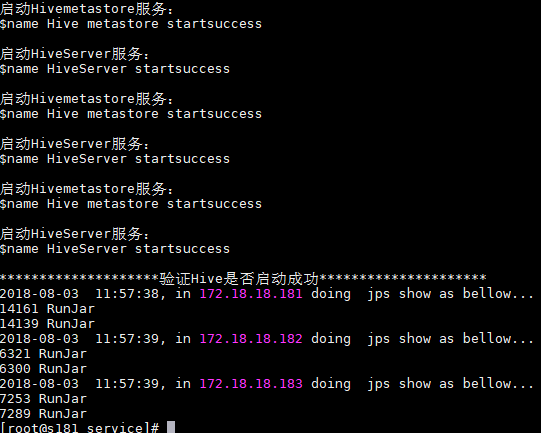 启动Hivemetastore服务：
$name Hive metastore startsuccess
启动HiveServer服务：
$name HiveServer startsuccess
启动Hivemetastore服务：
$name Hive metastore startsuccess
启动HiveServer服务：
$name HiveServer startsuccess
启动Hivemetastore服务：
$name Hive metastore startsuccess
启动HiveServer服务：
$name HiveServer startsuccess
********************验证Hive是否启动成功*********************
2018-08-03  11:57:38, in 172.18.18.181 doing  jps show as bellow...
14161 RunJar
14139 RunJar
2018-08-03  11:57:39, in 172.18.18.182 doing  jps show as bellow...
6321 RunJar
6300 RunJar
2018-08-03  11:57:39, in 172.18.18.183 doing  jps show as bellow...
7253 RunJar
7289 RunJar
[root@s181 service]#